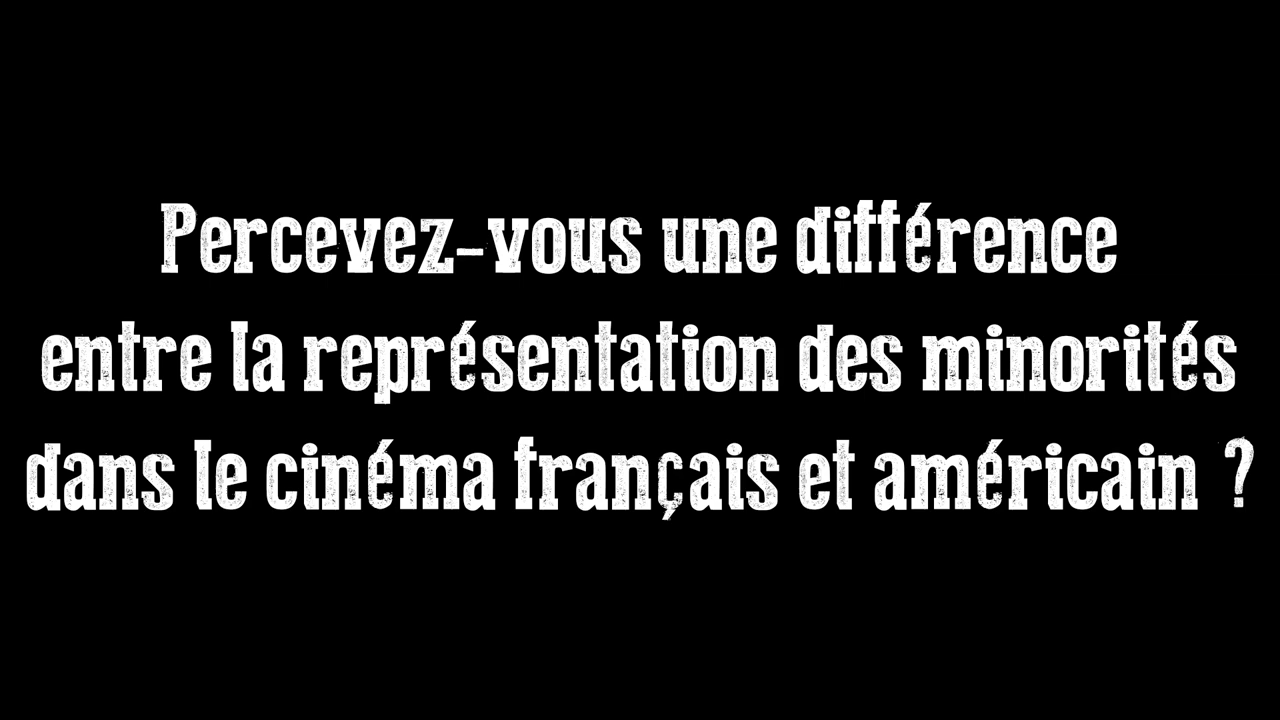 Percevez-vous une différence
entre la représentation des minorités
dans le cinéma français et américain ?